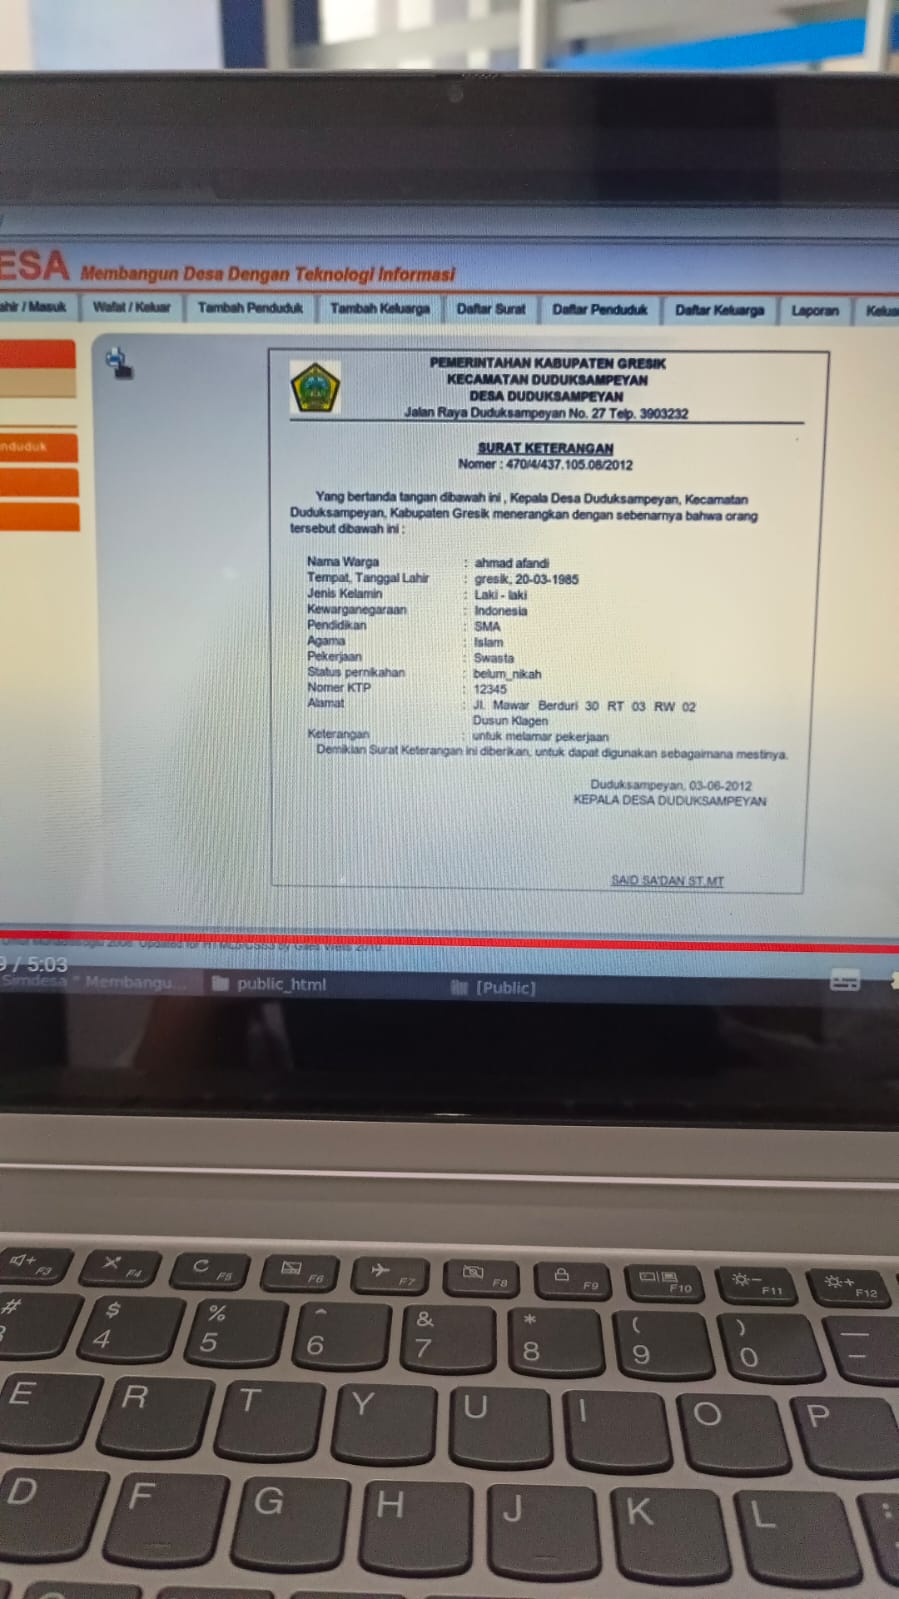 ESA Membangun Desa Dengan Teknologi Informasi
ahir / Masuk Wafat / Keluar Tambah Penduduk Tambah Keluarga Daftar Surat Daftar Penduduk Daftar Keluarga Laporan Kelua
nduduk
PEMERINTAHAN KABUPATEN GRESIK
KECAMATAN DUDUKSAMPEYAN
DESA DUDUKSAMPEYAN
Jalan Raya Duduksampeyan No. 27 Telp. 3903232
SURAT KETERANGAN
Nomer : 470/4/437.105.08/2012
Yang bertanda tangan dibawah ini , Kepala Desa Duduksampeyan, Kecamatan
Duduksampeyan, Kabupaten Gresik menerangkan dengan sebenarnya bahwa orang
tersebut dibawah ini :
Nama Warga : ahmad afandi
Tempat, Tanggal Lahir : gresik, 20-03-1985
Jenis Kelamin : Laki - laki
Kewarganegaraan : Indonesia
Pendidikan : SMA
Agama : Islam
Pekerjaan : Swasta
Status pernikahan : belum_nikah
Nomer KTP : 12345
Alamat : Jl. Mawar Berduri 30 RT 03 RW 02
Dusun Klagen
Keterangan : untuk melamar pekerjaan
Demikian Surat Keterangan ini diberikan, untuk dapat digunakan sebagaimana mestinya.
Duduksampeyan, 03-06-2012
KEPALA DESA DUDUKSAMPEYAN
SAID SA'DAN ST.MT
9 / 5:03
Simdesa " Membangu... public_html [Public]
F3 F4 F5 F6 F7 F8 F9 F10 F11 F12
# $ % ^ & * ( ) —
4 5 6 7 8 9 0 –
E R T Y U I O P
D F G H J K L :